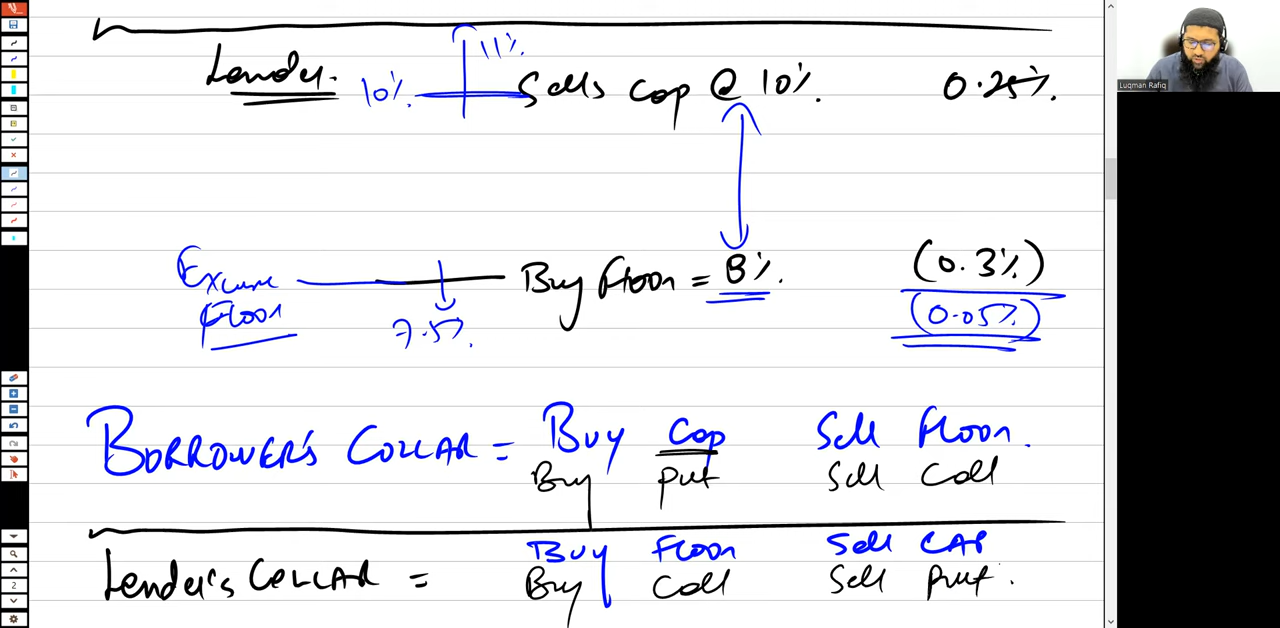 11%
Lender. 10%. Sells Cap @ 10%. 0.25%.
Luqman Rafiq
Buy Floor = 8%. (0.3%)
Floor (0.05%)
7.5%.
BORROWER'S COLLAR = Buy Cap Sell Floor.
Buy Put Sell Call
Buy Floor Sell CAP
Lender's COLLAR = Buy Call Sell Put.
2